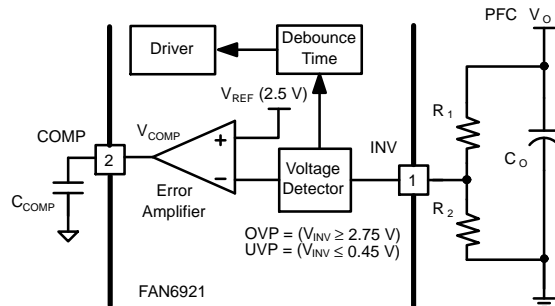 PFC V_O
Driver
Debounce
Time
V_REF (2.5 V)
R_1
COMP
V_COMP
INV
2
+
−
Voltage
Detector
1
C_O
C_COMP
Error
Amplifier
R_2
OVP = (V_INV ≥ 2.75 V)
UVP = (V_INV ≤ 0.45 V)
FAN6921